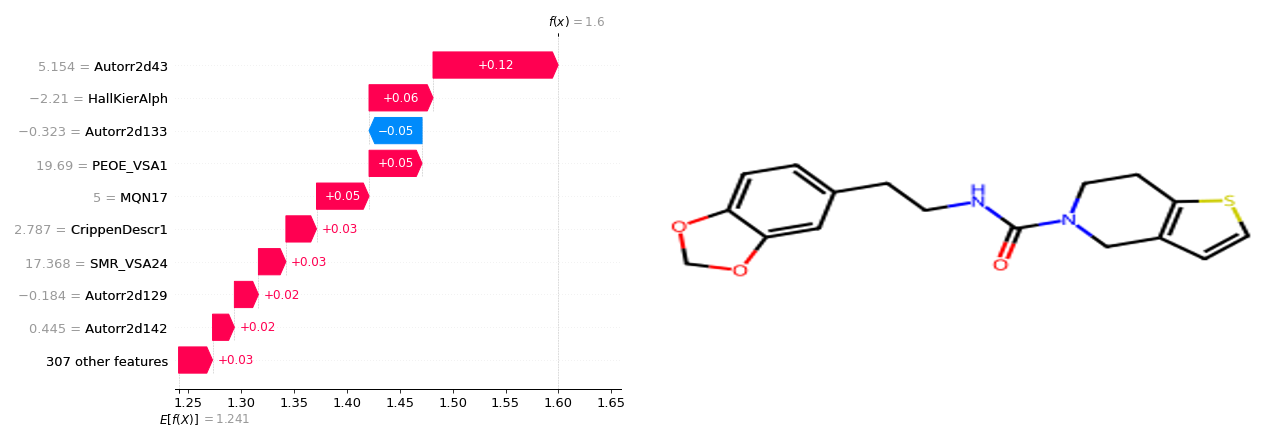 f(x) = 1.6
5.154 = Autorr2d43
+0.12
−2.21 = HallKierAlph
+0.06
−0.323 = Autorr2d133
−0.05
19.69 = PEOE_VSA1
+0.05
5 = MQN17
+0.05
2.787 = CrippenDescr1
+0.03
17.368 = SMR_VSA24
+0.03
−0.184 = Autorr2d129
+0.02
0.445 = Autorr2d142
+0.02
307 other features
+0.03
1.25 1.30 1.35 1.40 1.45 1.50 1.55 1.60 1.65
E[f(X)] = 1.241
H
N
O
O
O
N
S